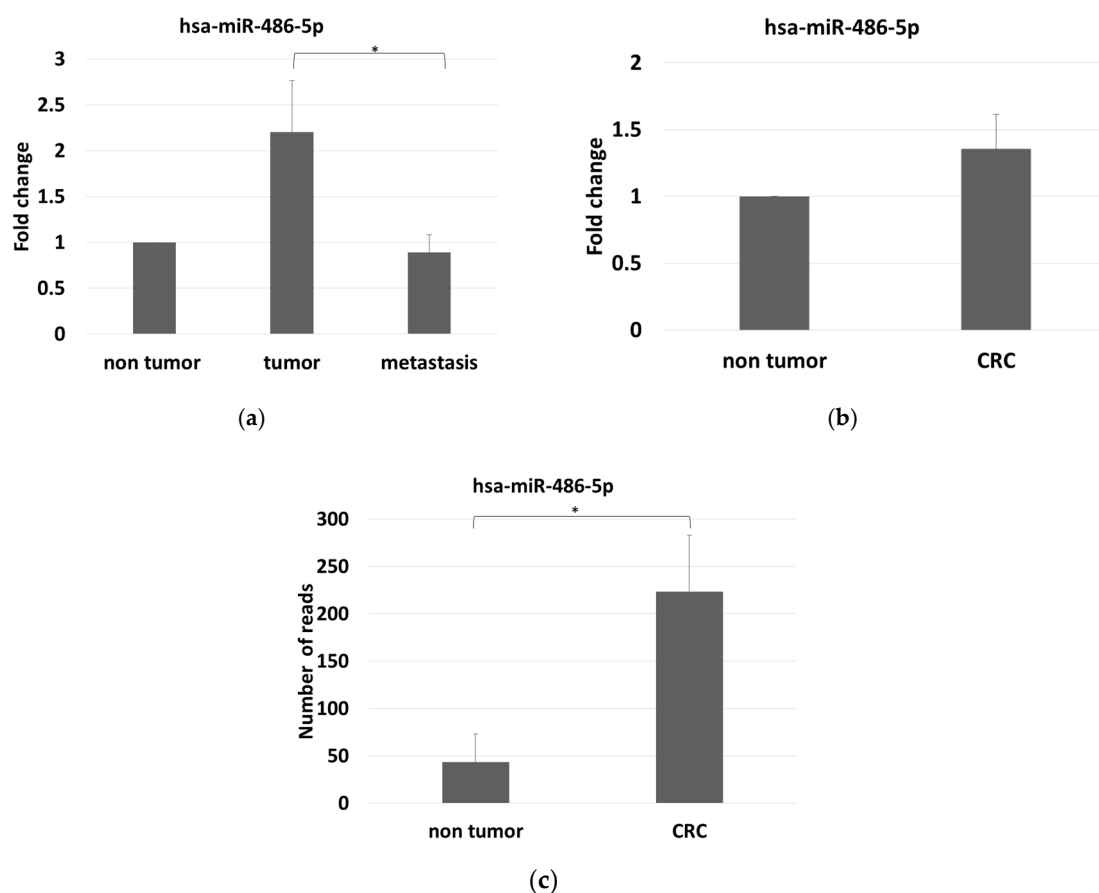 hsa-miR-486-5p
*
3
2.5
2
1.5
1
0.5
0
Fold change
non tumor tumor metastasis
(a)
hsa-miR-486-5p
2
1.5
1
0.5
0
Fold change
non tumor CRC
(b)
hsa-miR-486-5p
*
300
250
200
150
100
50
0
Number of reads
non tumor CRC
(c)